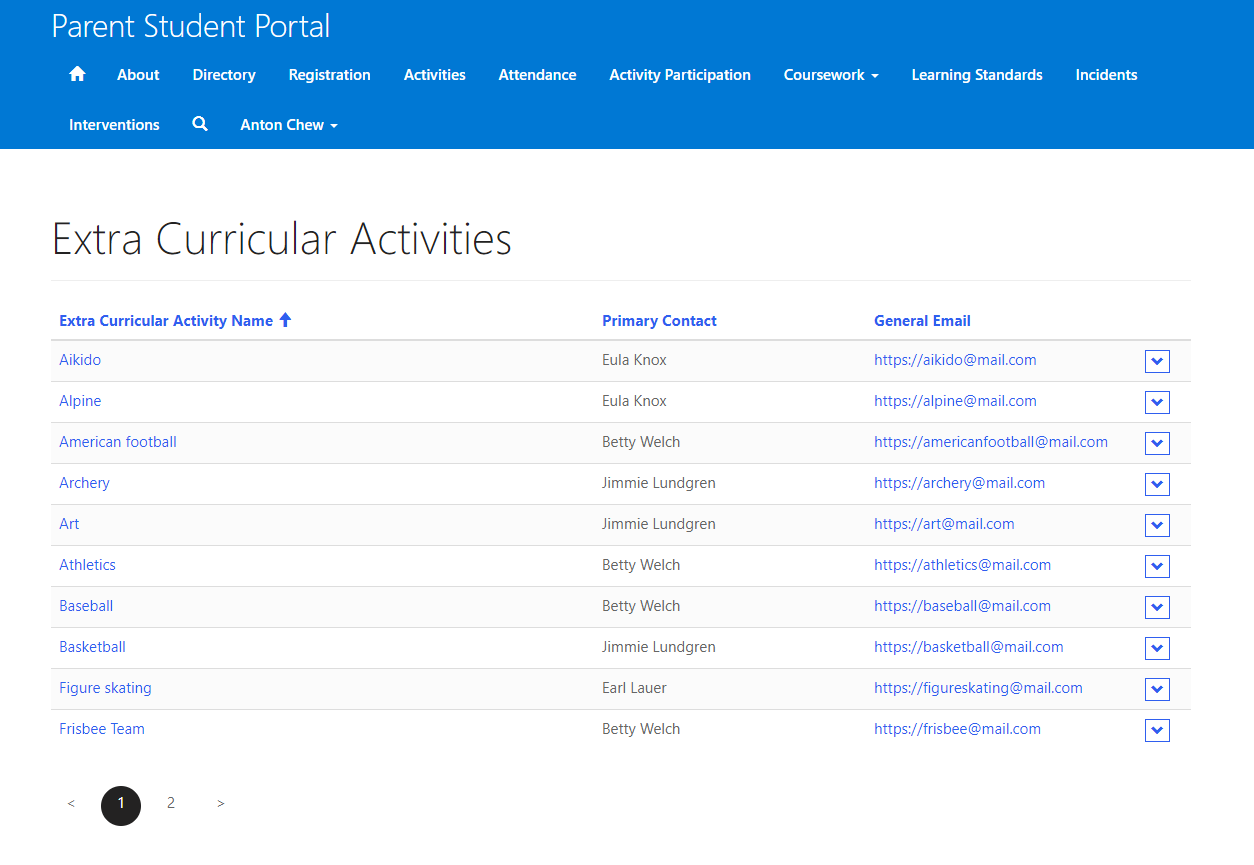 Parent Student Portal
About Directory Registration Activities Attendance Activity Participation Coursework Learning Standards Incidents
Interventions Anton Chew
Extra Curricular Activities
Extra Curricular Activity Name Primary Contact General Email
Aikido Eula Knox https://aikido@mail.com
Alpine Eula Knox https://alpine@mail.com
American football Betty Welch https://americanfootball@mail.com
Archery Jimmie Lundgren https://archery@mail.com
Art Jimmie Lundgren https://art@mail.com
Athletics Betty Welch https://athletics@mail.com
Baseball Betty Welch https://baseball@mail.com
Basketball Jimmie Lundgren https://basketball@mail.com
Figure skating Earl Lauer https://figureskating@mail.com
Frisbee Team Betty Welch https://frisbee@mail.com
< 1 2 >